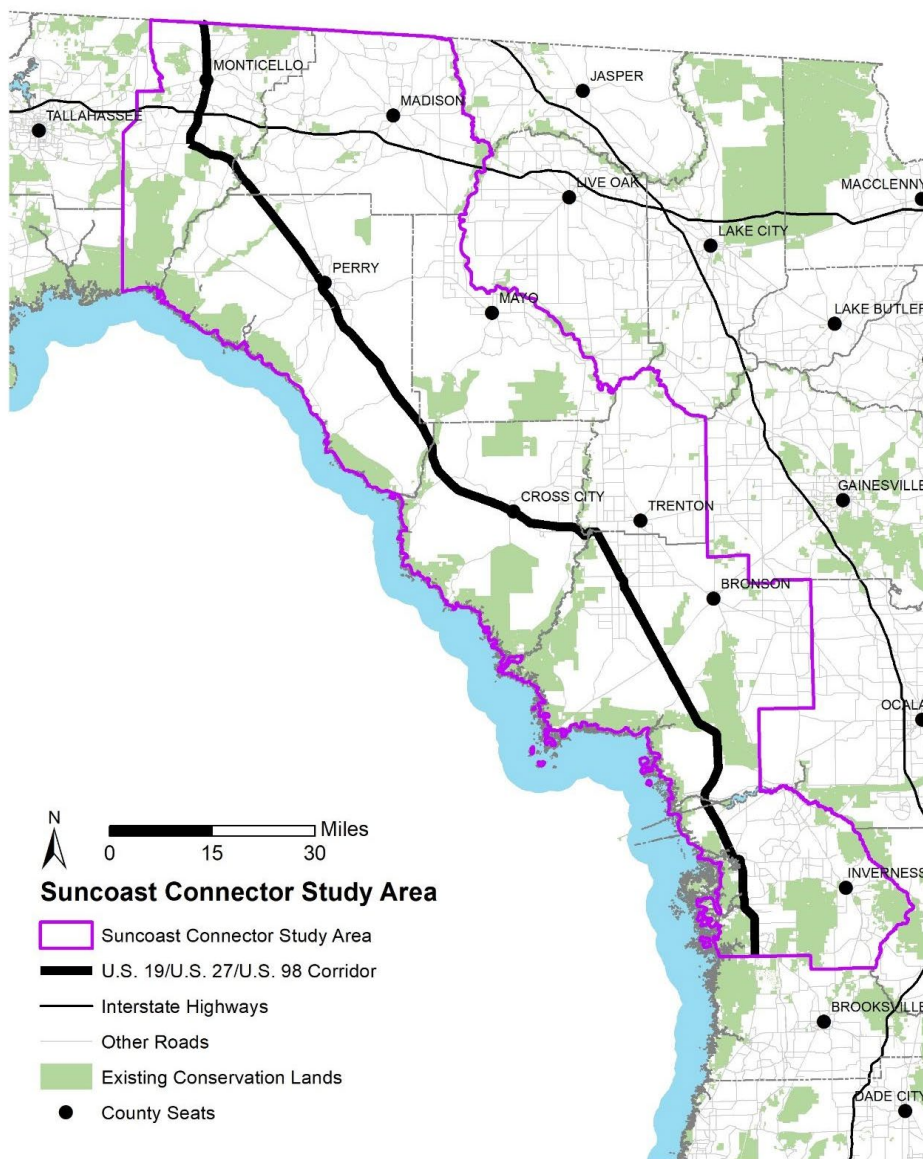 MONTICELLO
JASPER
MADISON
TALLAHASSEE
LIVE OAK
MACCLENNY
LAKE CITY
PERRY
MAYO
LAKE BUTLER
GAINESVILLE
CROSS CITY
TRENTON
BRONSON
OCALA
N
Miles
0 15 30
Suncoast Connector Study Area
INVERNESS
Suncoast Connector Study Area
U.S. 19/U.S. 27/U.S. 98 Corridor
Interstate Highways
BROOKSVILLE
Other Roads
Existing Conservation Lands
County Seats
DADE CITY